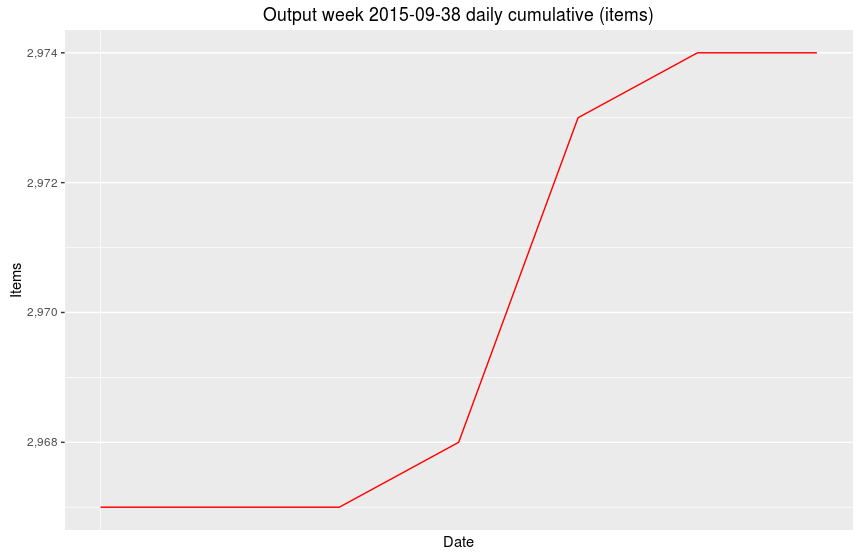 Output week 2015-09-38 daily cumulative (items)
2,974
2,972
2,970
2,968
Items
Date